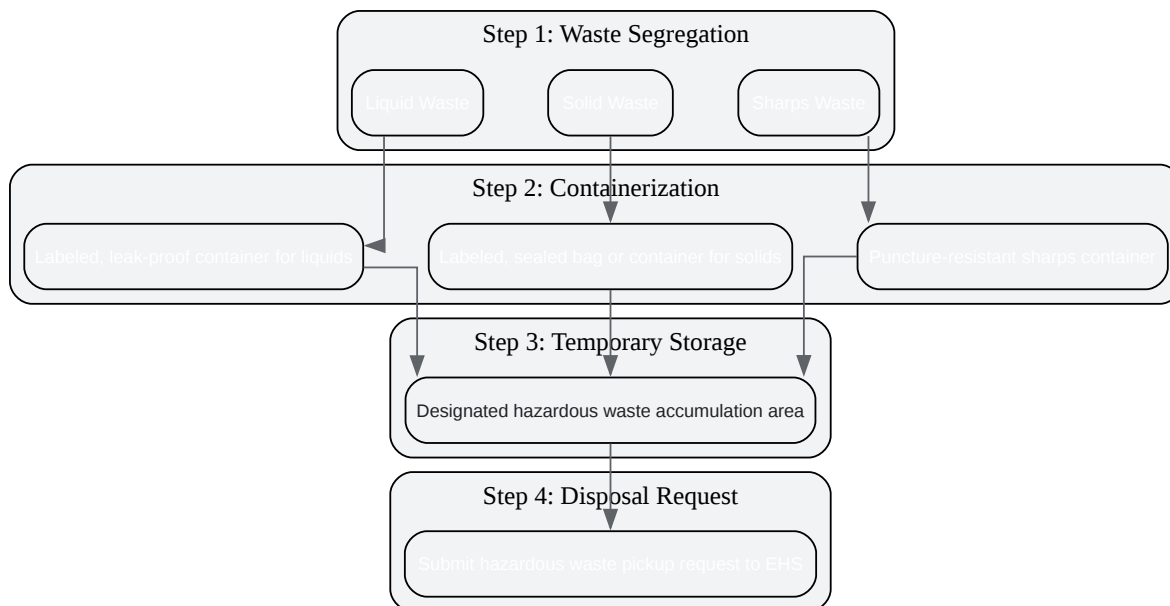 Step 1: Waste Segregation
Liquid Waste
Solid Waste
Sharps Waste
Step 2: Containerization
Labeled, leak-proof container for liquids
Labeled, sealed bag or container for solids
Puncture-resistant sharps container
Step 3: Temporary Storage
Designated hazardous waste accumulation area
Step 4: Disposal Request
Submit hazardous waste pickup request to EHS